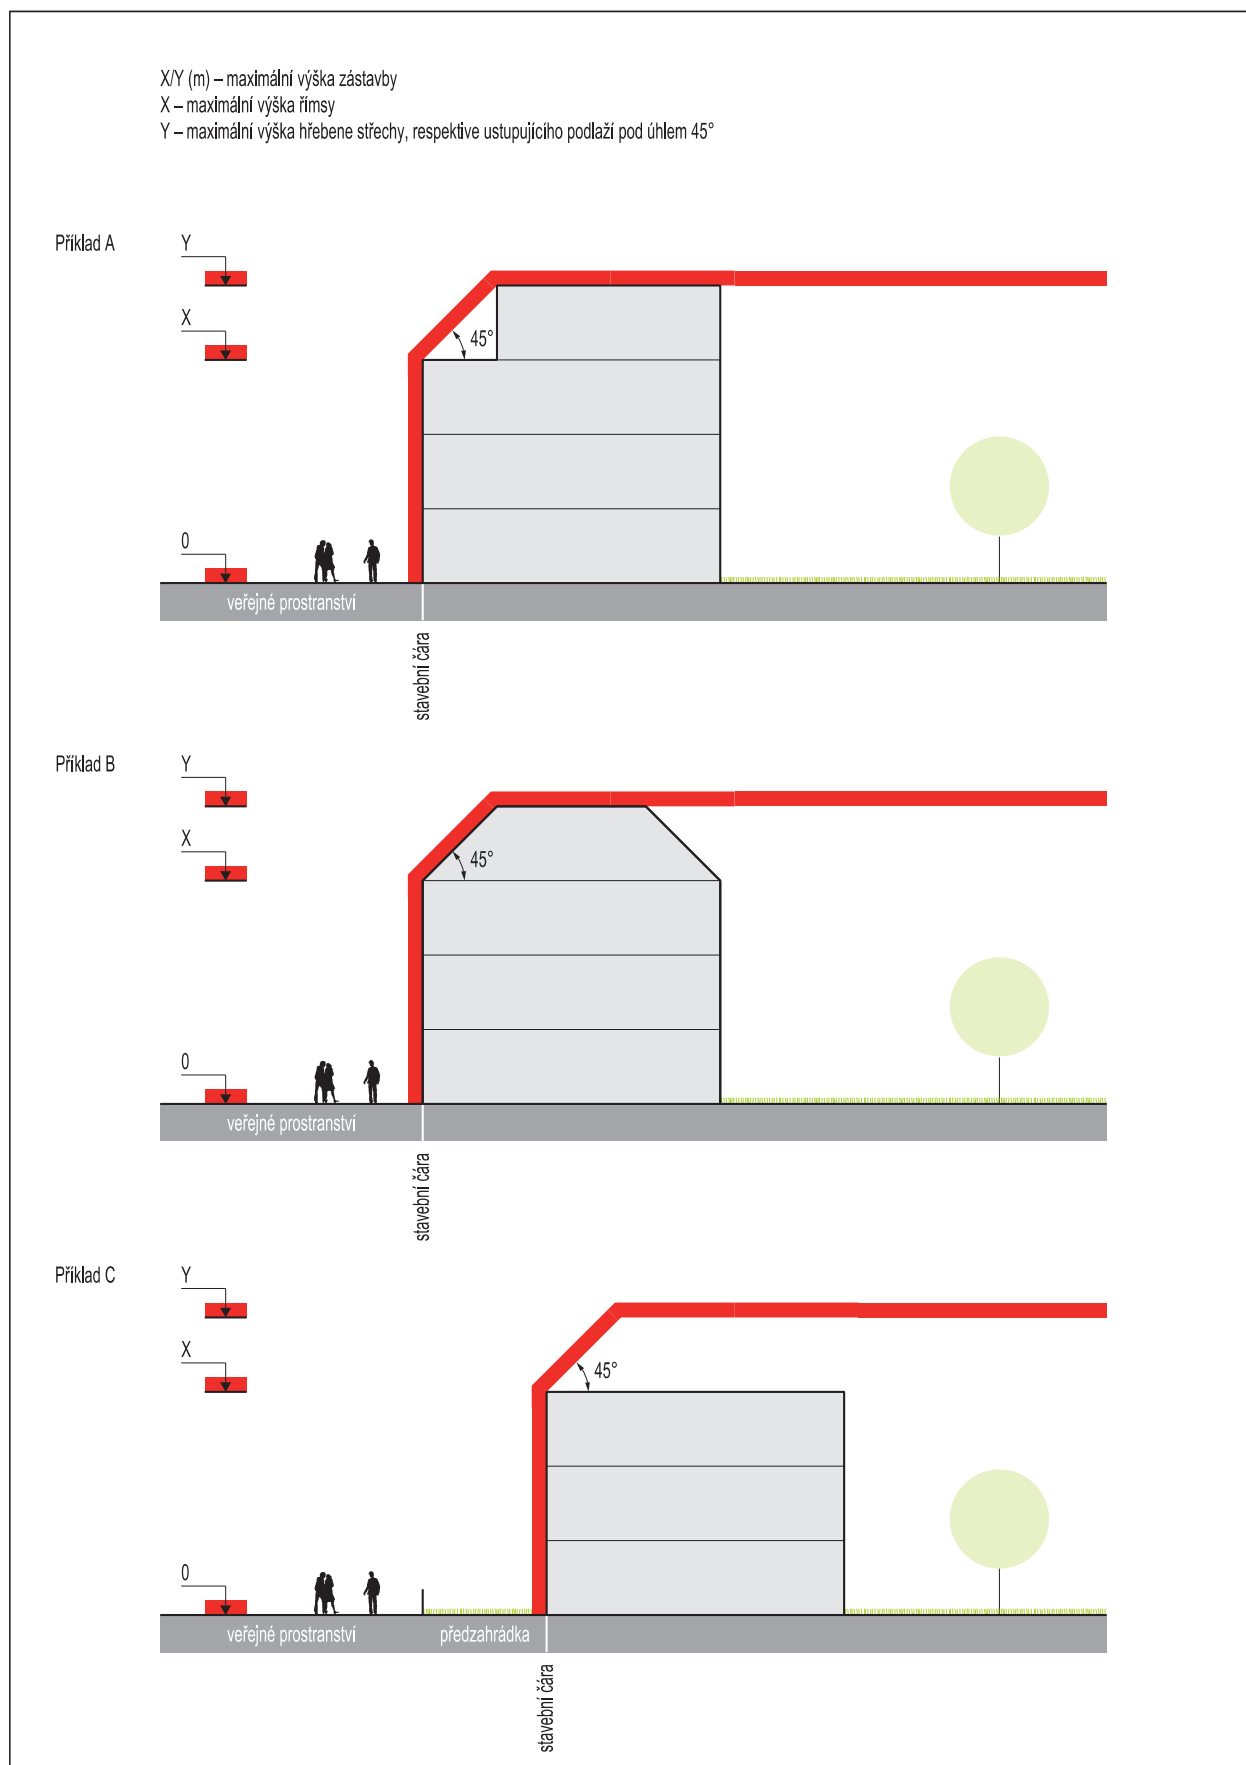 X/Y (m) – maximální výška zástavby
X – maximální výška římsy
Y – maximální výška hřebene střechy, respektive ustupujícího podlaží pod úhlem 45°
Příklad A
Y
X
45°
0
veřejné prostranství
stavební čára
Příklad B
Y
X
45°
0
veřejné prostranství
stavební čára
Příklad C
Y
X
45°
0
veřejné prostranství
předzahrádka
stavební čára